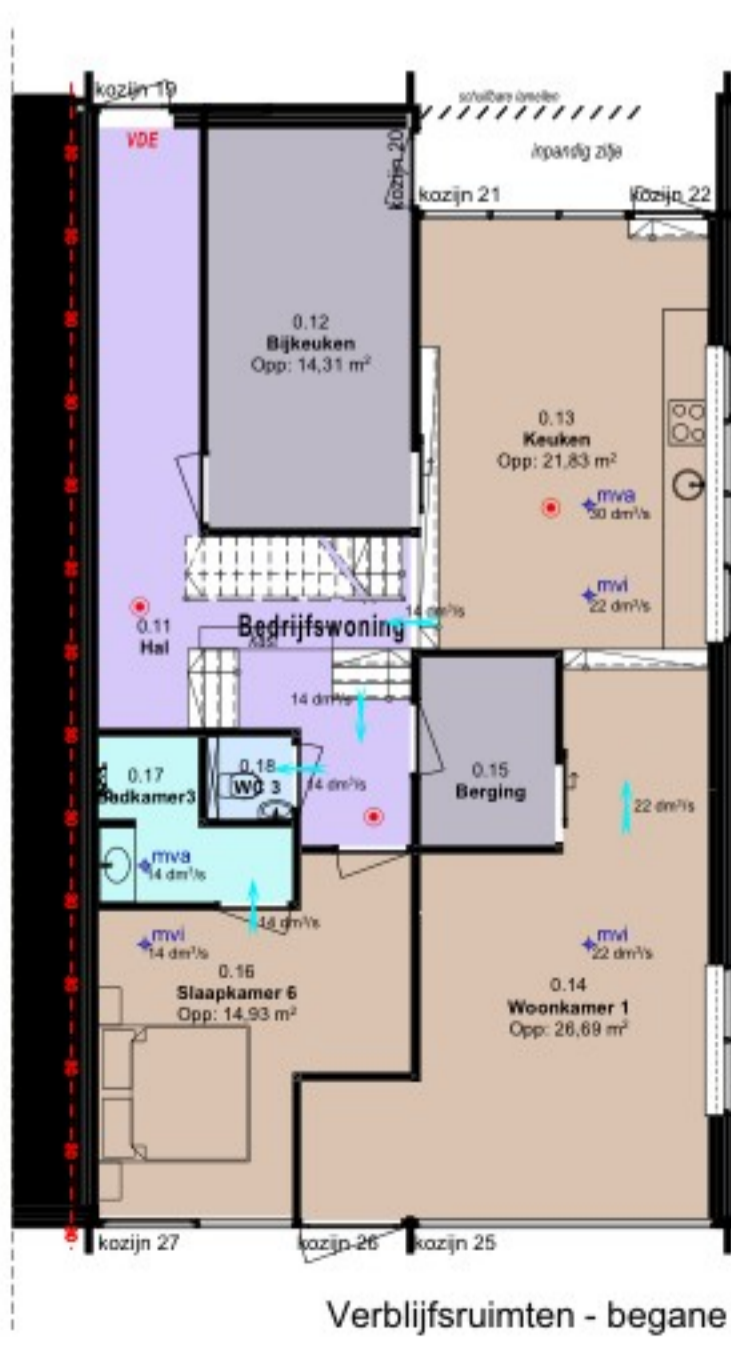 kozijn 19
schuifbare lamellen
VDE
kozijn 20
inpandig zitje
kozijn 21
kozijn 22
0.12
Bijkeuken
Opp: 14,31 m²
0.13
Keuken
Opp: 21,83 m²
mva
30 dm³/s
mvi
22 dm³/s
14 dm³/s
0.11
Hal
Bedrijfswoning
14 dm³/s
0.17
Badkamer3
0.18
WC 3
14 dm³/s
0.15
Berging
22 dm³/s
mva
14 dm³/s
14 dm³/s
mvi
14 dm³/s
mvi
22 dm³/s
0.16
Slaapkamer 6
Opp: 14,93 m²
0.14
Woonkamer 1
Opp: 26,69 m²
kozijn 27
kozijn 26
kozijn 25
Verblijfsruimten - begane